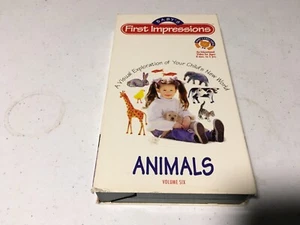 BABY'S
First Impressions
A Visual Exploration of Your Child's New World
ANIMALS
VOLUME SIX